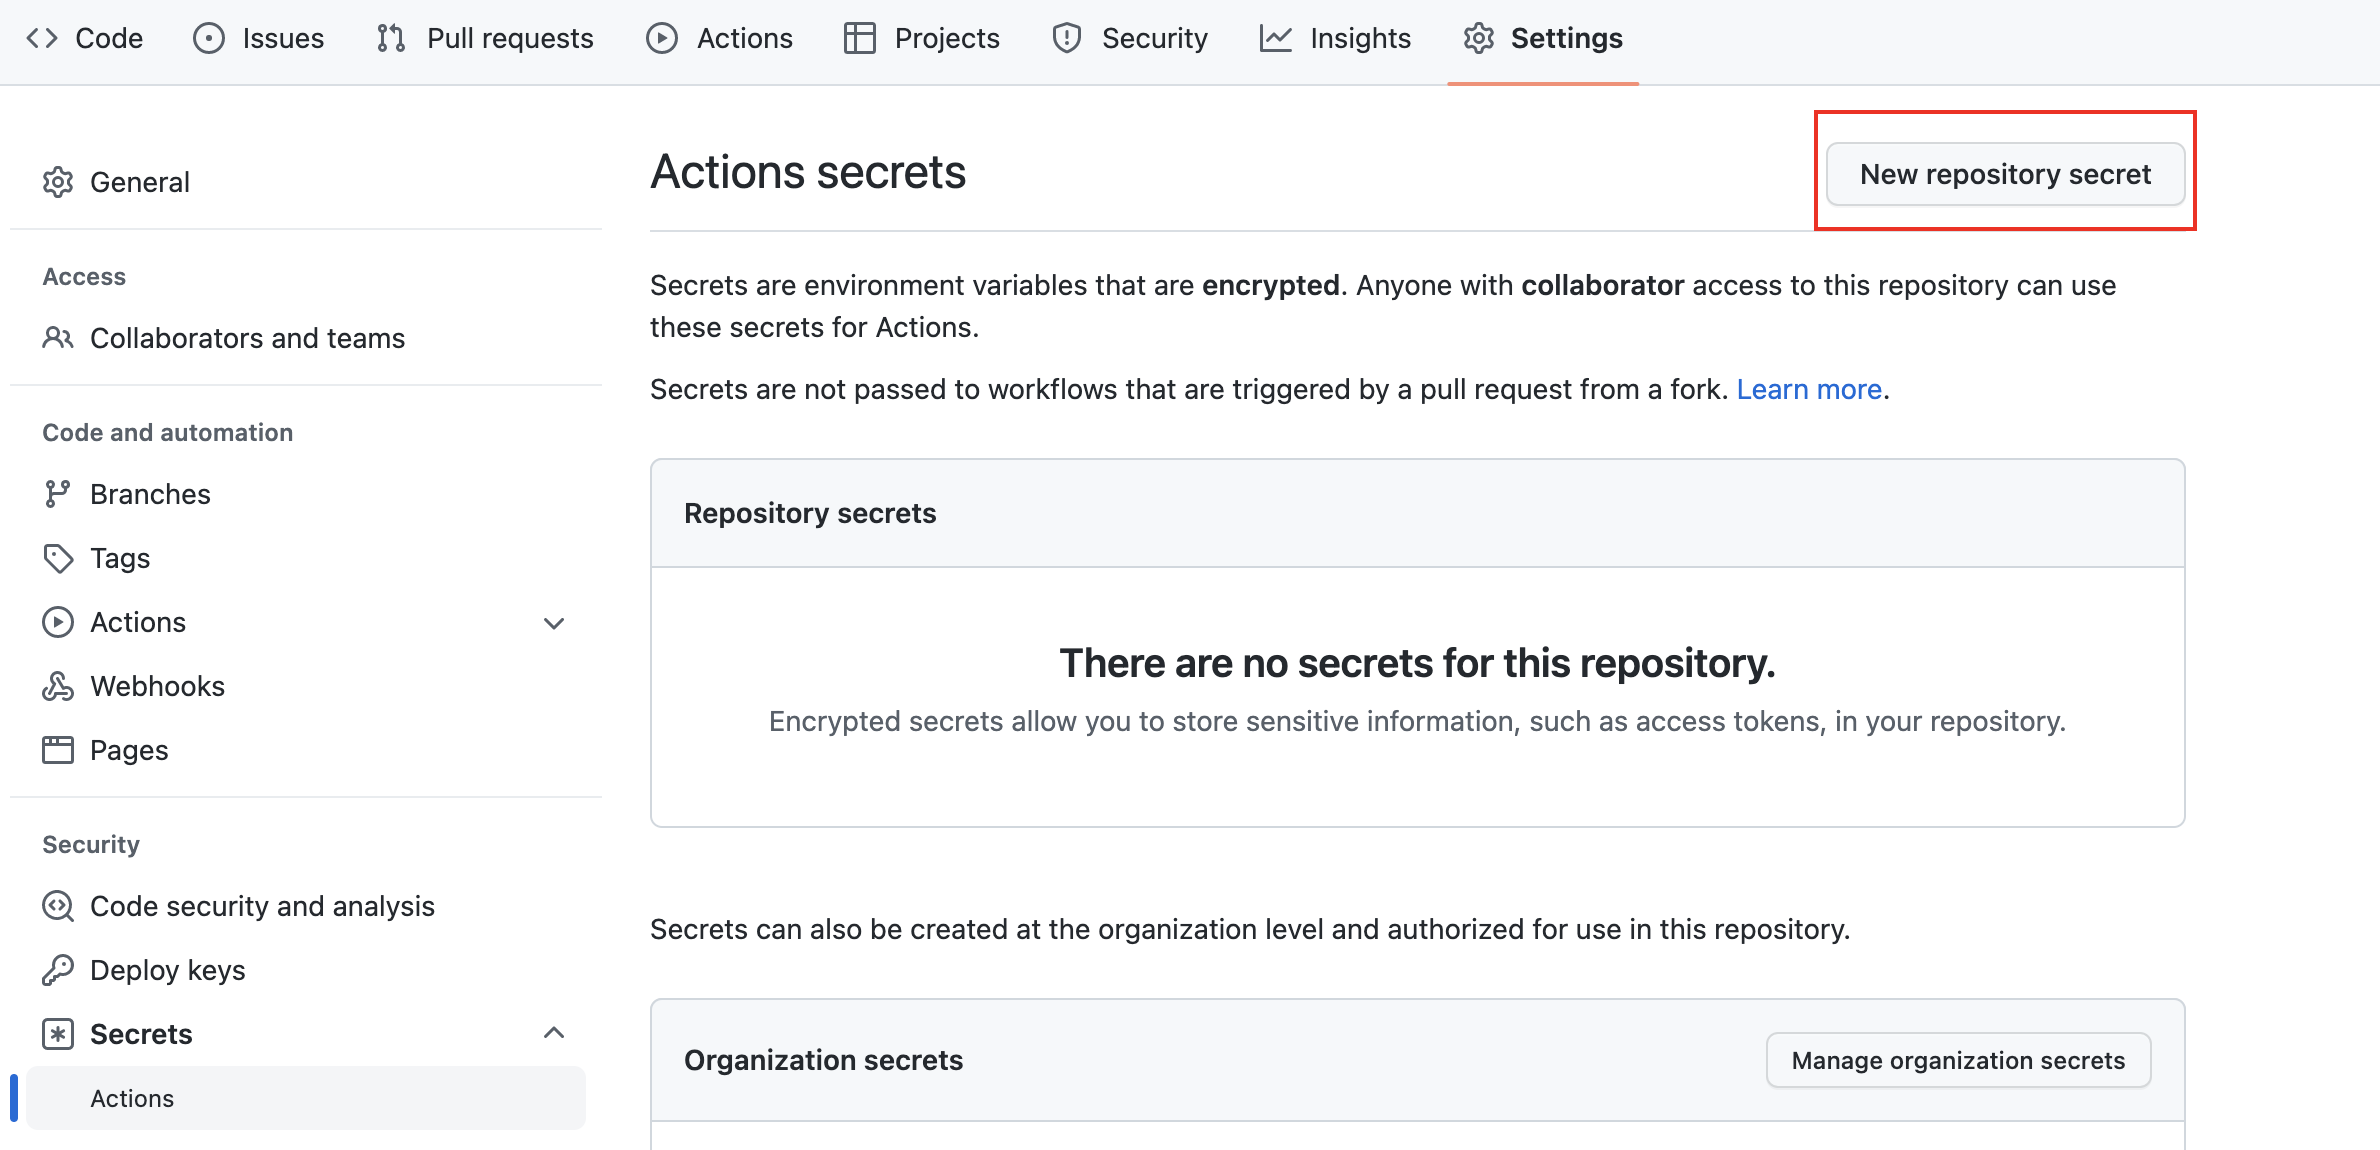 Code Issues Pull requests Actions Projects Security Insights Settings
General
Access
Collaborators and teams
Code and automation
Branches
Tags
Actions
Webhooks
Pages
Security
Code security and analysis
Deploy keys
Secrets
Actions
Actions secrets
New repository secret
Secrets are environment variables that are encrypted. Anyone with collaborator access to this repository can use
these secrets for Actions.
Secrets are not passed to workflows that are triggered by a pull request from a fork. Learn more.
Repository secrets
There are no secrets for this repository.
Encrypted secrets allow you to store sensitive information, such as access tokens, in your repository.
Secrets can also be created at the organization level and authorized for use in this repository.
Organization secrets
Manage organization secrets